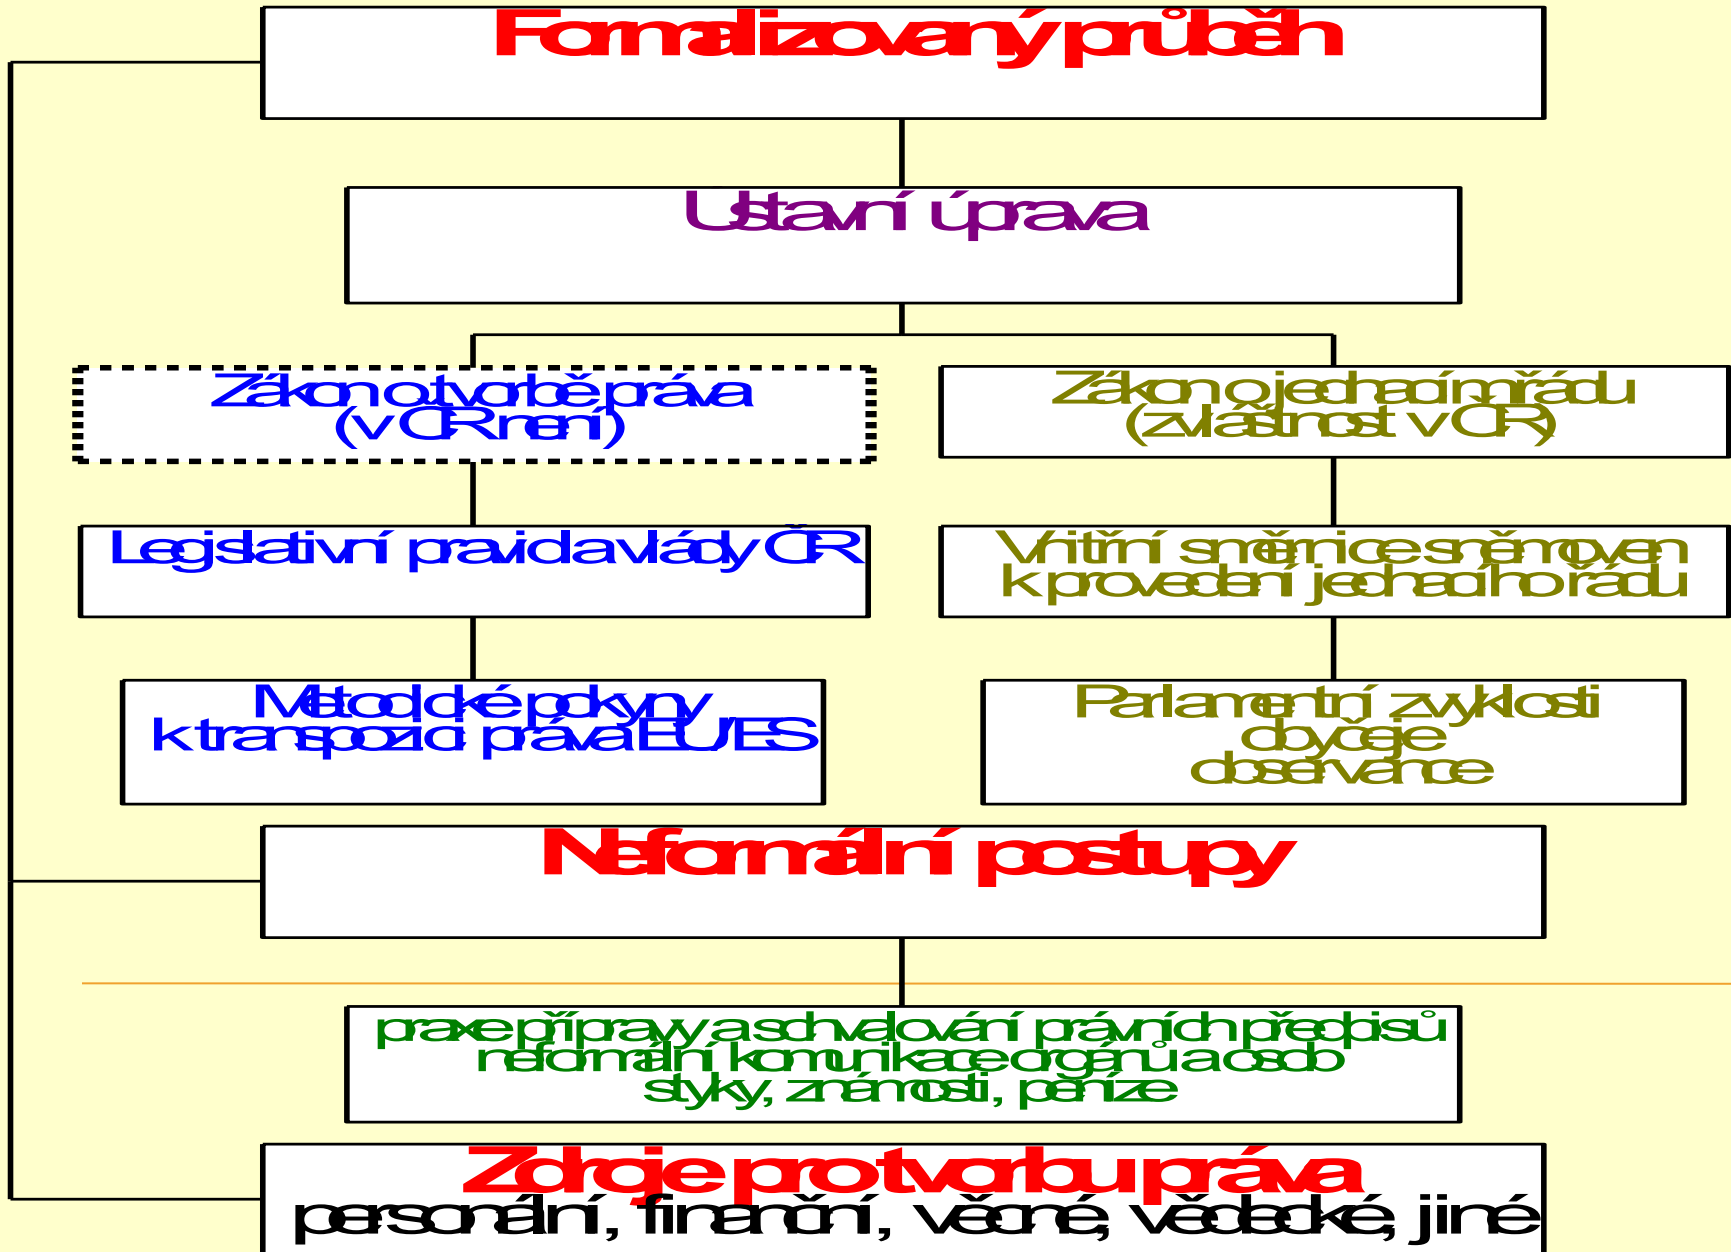 Formalizovaný průběh
Ustavní úprava
Zákon o tvorbě práva
(v ČR není)
Zákon o jednacím řádu
(zvláštnost v ČR)
Legislativní pravidla vlády ČR
Vnitřní směrnice sněmoven
k provedení jednacího řádu
Metodické pokyny
k transpozici práva EU/ES
Parlamentní zvyklosti
obyčeje
observance
Neformální postupy
praxe přípravy a schvalování právních předpisů
neformální komunikace orgánů a osob
styky, známosti, peníze
Zdroje pro tvorbu práva
personální, finanční, věcné, vědecké, jiné